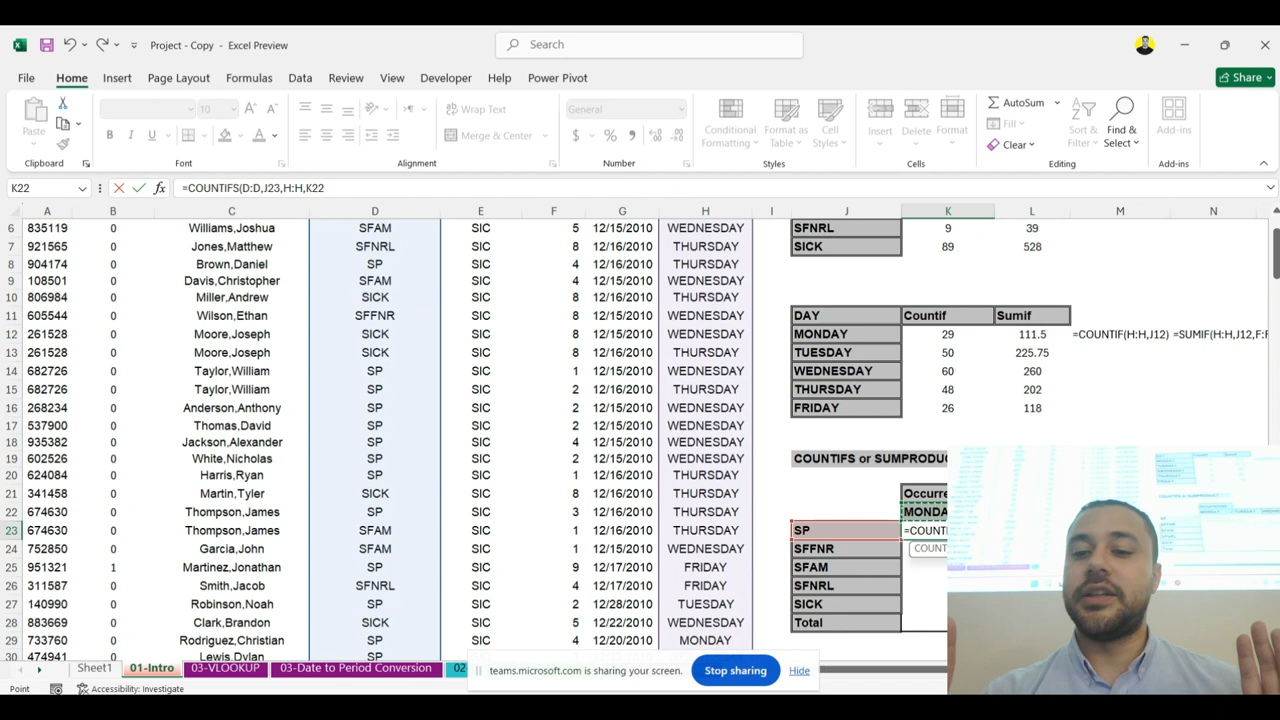 Project - Copy - Excel Preview
Search
File Home Insert Page Layout Formulas Data Review View Developer Help Power Pivot Share
Paste
10
Wrap Text
Merge & Center
General
Conditional Formatting
Format as Table
Cell Styles
Insert
Delete
Format
AutoSum
Fill
Clear
Sort & Filter
Find & Select
Add-ins
Clipboard Font Alignment Number Styles Cells Editing Add-ins
K22 =COUNTIFS(D:D,J23,H:H,K22
A B C D E F G H I J K L M N
6 835119 0 Williams,Joshua SFAM SIC 5 12/15/2010 WEDNESDAY SFNRL 9 39
7 921565 0 Jones,Matthew SFNRL SIC 8 12/16/2010 THURSDAY SICK 89 528
8 904174 0 Brown,Daniel SP SIC 4 12/16/2010 THURSDAY
9 108501 0 Davis,Christopher SFAM SIC 4 12/15/2010 WEDNESDAY
10 806984 0 Miller,Andrew SICK SIC 8 12/16/2010 THURSDAY
11 605544 0 Wilson,Ethan SFFNR SIC 8 12/15/2010 WEDNESDAY DAY Countif Sumif
12 261528 0 Moore,Joseph SICK SIC 8 12/15/2010 WEDNESDAY MONDAY 29 111.5 =COUNTIF(H:H,J12) =SUMIF(H:H,J12,F:F
13 261528 0 Moore,Joseph SICK SIC 8 12/16/2010 THURSDAY TUESDAY 50 225.75
14 682726 0 Taylor,William SP SIC 1 12/15/2010 WEDNESDAY WEDNESDAY 60 260
15 682726 0 Taylor,William SP SIC 2 12/16/2010 THURSDAY THURSDAY 48 202
16 268234 0 Anderson,Anthony SP SIC 2 12/15/2010 WEDNESDAY FRIDAY 26 118
17 537900 0 Thomas,David SP SIC 2 12/15/2010 WEDNESDAY
18 935382 0 Jackson,Alexander SP SIC 4 12/15/2010 WEDNESDAY
19 602526 0 White,Nicholas SP SIC 2 12/15/2010 WEDNESDAY COUNTIFS or SUMPRODU
20 624084 0 Harris,Ryan SP SIC 1 12/16/2010 THURSDAY
21 341458 0 Martin,Tyler SICK SIC 8 12/16/2010 THURSDAY Occurre
22 674630 0 Thompson,James SP SIC 3 12/16/2010 THURSDAY MONDA
23 674630 0 Thompson,James SFAM SIC 1 12/16/2010 THURSDAY SP =COUNT
24 752850 0 Garcia,John SFAM SIC 1 12/15/2010 WEDNESDAY SFFNR COUNT
25 951321 1 Martinez,Jonathan SP SIC 9 12/17/2010 FRIDAY SFAM
26 311587 0 Smith,Jacob SFNRL SIC 8 12/17/2010 FRIDAY SFNRL
27 140990 0 Robinson,Noah SP SIC 2 12/28/2010 TUESDAY SICK
28 883669 0 Clark,Brandon SICK SIC 5 12/22/2010 WEDNESDAY Total
29 733760 0 Rodriguez,Christian SP SIC 4 12/20/2010 MONDAY
30 474941 0 Lewis,Dylan SP SIC
Sheet1 01-Intro 03-VLOOKUP 03-Date to Period Conversion 02
teams.microsoft.com is sharing your screen. Stop sharing Hide
Point Accessibility: Investigate